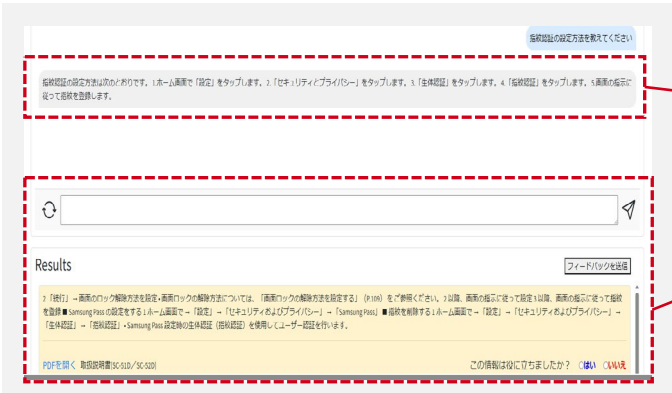 指紋認証の設定方法を教えてください
指紋認証の設定方法は次のとおりです。1.ホーム画面で「設定」をタップします。2.「セキュリティとプライバシー」をタップします。3.「生体認証」をタップします。4.「指紋認証」をタップします。5.画面の指示に
従って指紋を登録します。
Results
フィードバックを送信
2「続行」→画面のロック解除方法を設定・画面ロックの解除方法については、「画面ロックの解除方法を設定する」(P.109)をご参照ください。2以降、画面の指示に従って設定3以降、画面の指示に従って指紋
を登録■Samsung Passの設定をする1ホーム画面で→「設定」→「セキュリティおよびプライバシー」→「Samsung Pass」■指紋を削除する1ホーム画面で→「設定」→「セキュリティおよびプライバシー」→
「生体認証」→「指紋認証」・Samsung Pass設定時の生体認証(指紋認証)を使用してユーザー認証を行います。
PDFを開く 取扱説明書[SC-51D/SC-52D] この情報は役に立ちましたか? はい いいえ